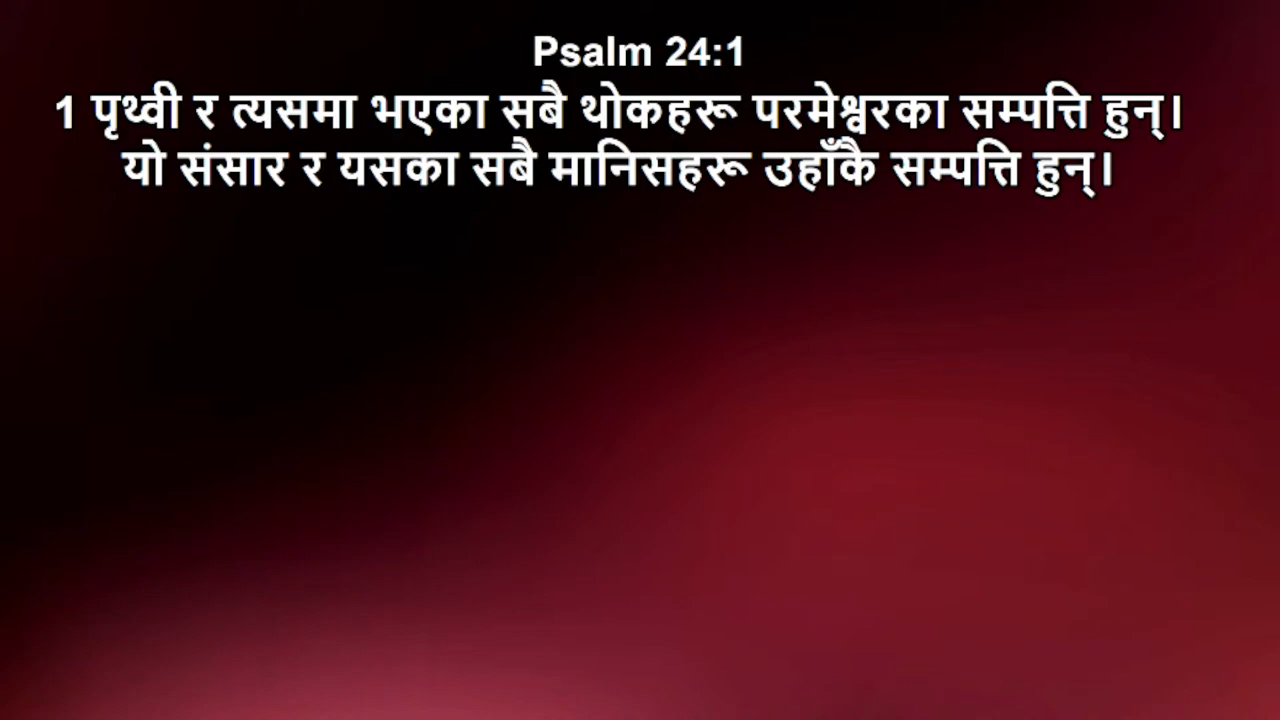 Psalm 24:1
1 पृथ्वी र त्यसमा भएका सबै थोकहरू परमेश्वरका सम्पत्ति हुन्।
यो संसार र यसका सबै मानिसहरू उहाँकै सम्पत्ति हुन्।